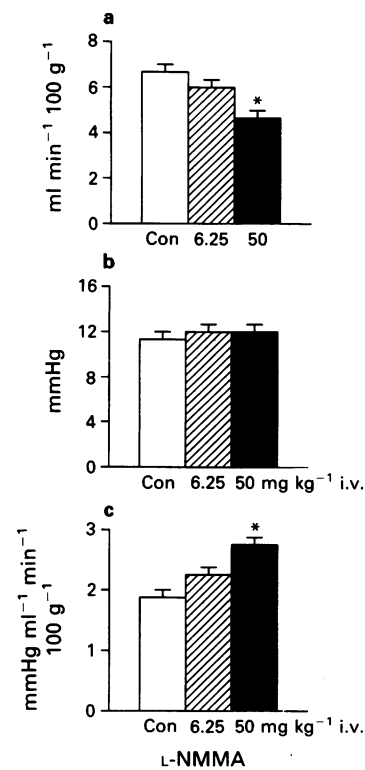 a
8
6
4
2
0
ml min⁻¹ 100 g⁻¹
*
Con 6.25 50
b
16
12
8
4
0
mmHg
Con 6.25 50 mg kg⁻¹ i.v.
c
3
2
1
0
mmHg ml⁻¹ min⁻¹
100 g⁻¹
*
Con 6.25 50 mg kg⁻¹ i.v.
L-NMMA